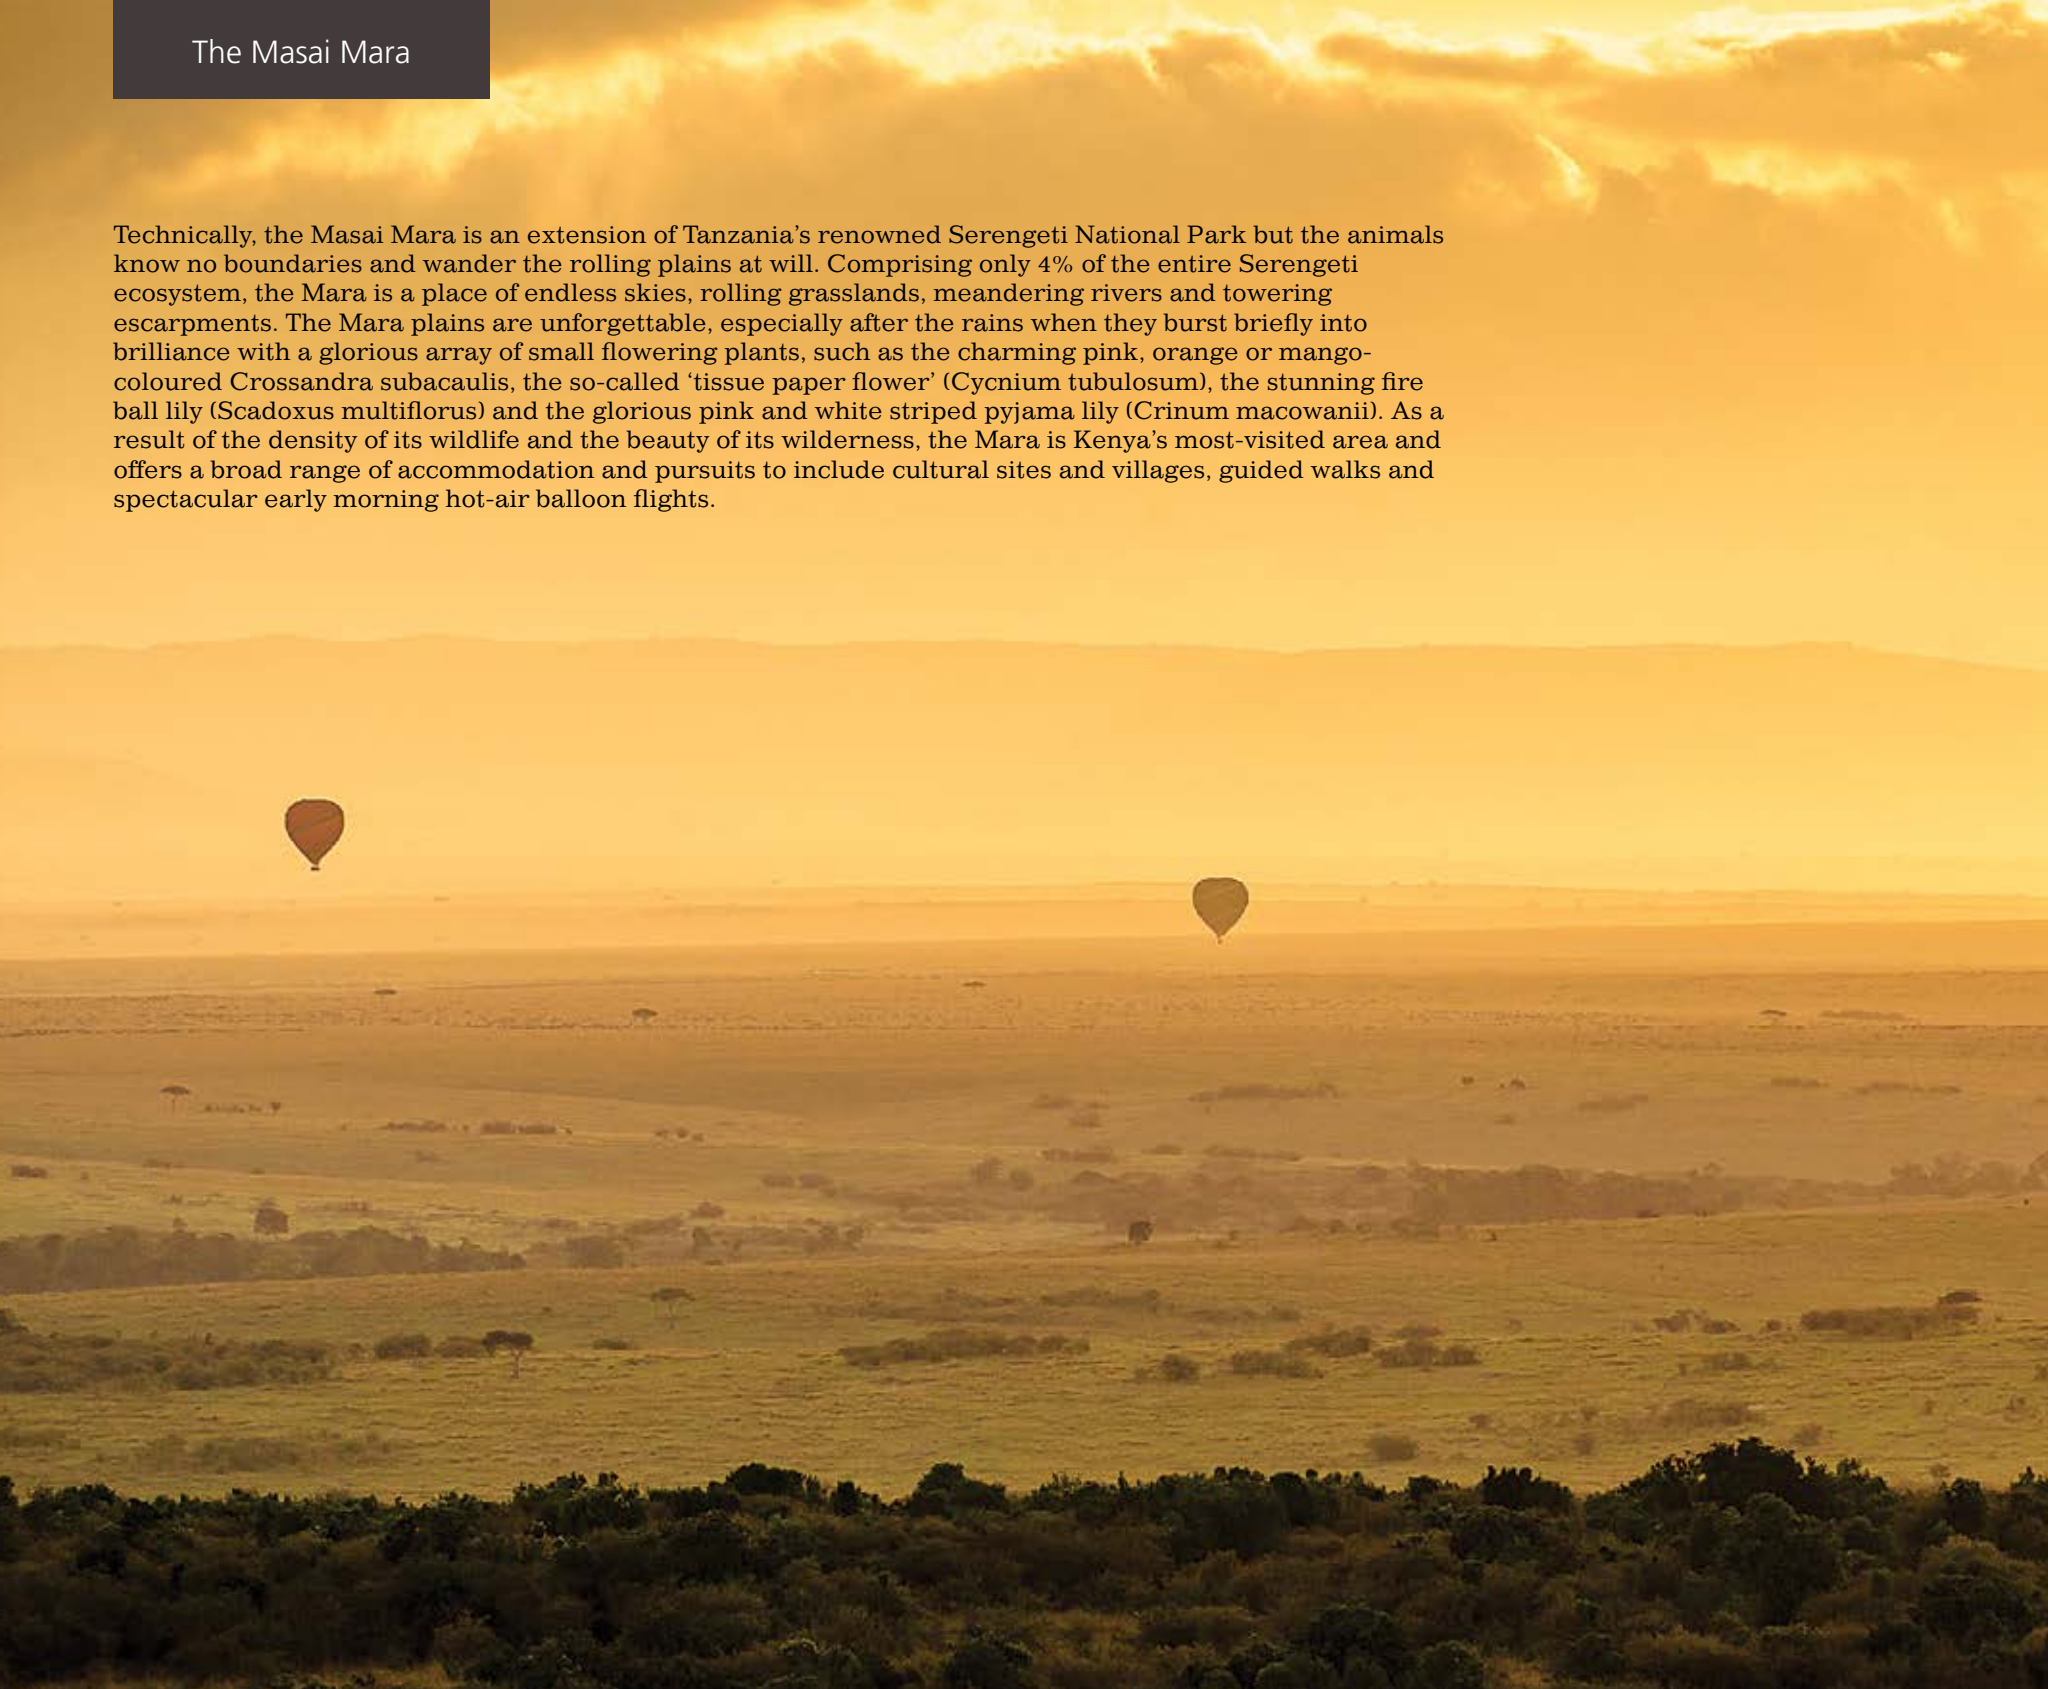 The Masai Mara
Technically, the Masai Mara is an extension of Tanzania’s renowned Serengeti National Park but the animals
know no boundaries and wander the rolling plains at will. Comprising only 4% of the entire Serengeti
ecosystem, the Mara is a place of endless skies, rolling grasslands, meandering rivers and towering
escarpments. The Mara plains are unforgettable, especially after the rains when they burst briefly into
brilliance with a glorious array of small flowering plants, such as the charming pink, orange or mango-
coloured Crossandra subacaulis, the so-called ‘tissue paper flower’ (Cycnium tubulosum), the stunning fire
ball lily (Scadoxus multiflorus) and the glorious pink and white striped pyjama lily (Crinum macowanii). As a
result of the density of its wildlife and the beauty of its wilderness, the Mara is Kenya’s most-visited area and
offers a broad range of accommodation and pursuits to include cultural sites and villages, guided walks and
spectacular early morning hot-air balloon flights.